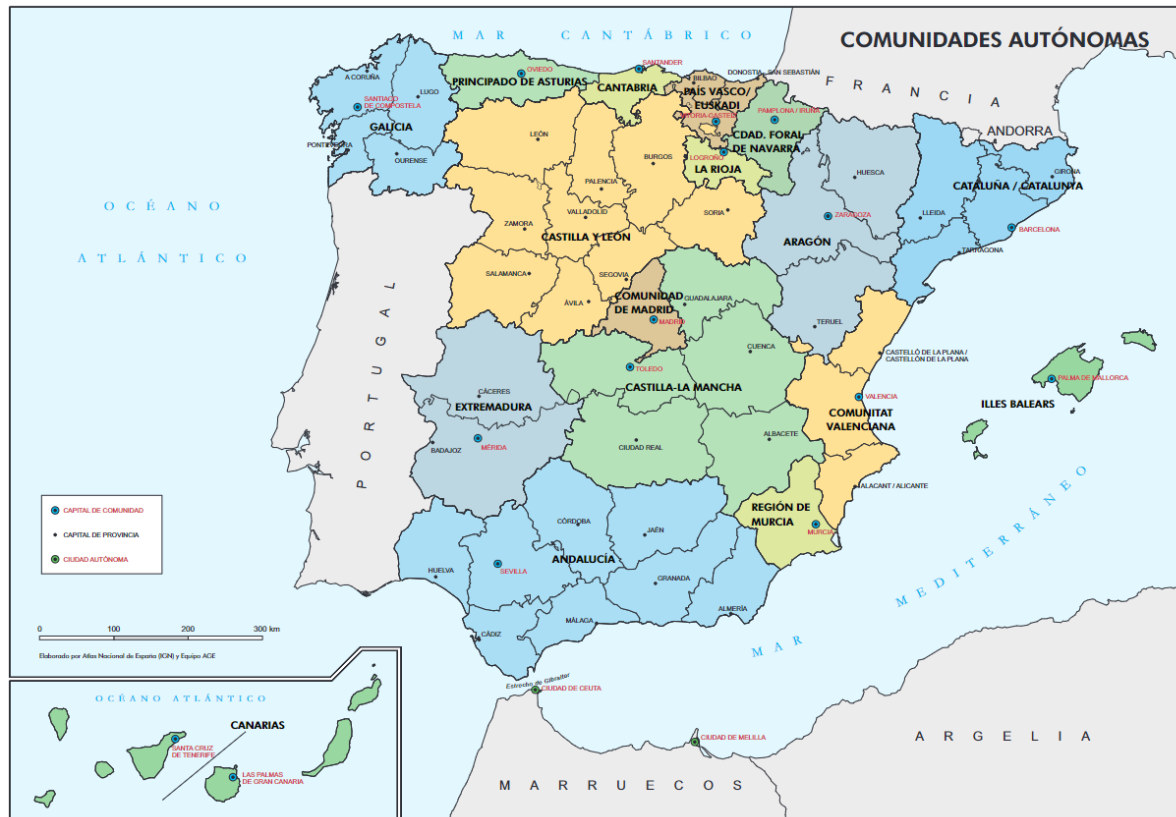 COMUNIDADES AUTÓNOMAS
MAR CANTÁBRICO
FRANCIA
ANDORRA
OCÉANO
ATLÁNTICO
PORTUGAL
A CORUÑA
LUGO
SANTIAGO
DE COMPOSTELA
GALICIA
PONTEVEDRA
OURENSE
OVIEDO
PRINCIPADO DE ASTURIAS
SANTANDER
CANTABRIA
BILBAO
DONOSTIA
SAN SEBASTIÁN
PAÍS VASCO/
EUSKADI
VITORIA-GASTEIZ
PAMPLONA / IRUÑA
CDAD. FORAL
DE NAVARRA
LOGROÑO
LA RIOJA
LEÓN
BURGOS
PALENCIA
VALLADOLID
ZAMORA
CASTILLA Y LEÓN
SORIA
SALAMANCA
SEGOVIA
ÁVILA
HUESCA
ZARAGOZA
ARAGÓN
TERUEL
GIRONA
CATALUÑA / CATALUNYA
LLEIDA
BARCELONA
TARRAGONA
COMUNIDAD
DE MADRID
MADRID
GUADALAJARA
CUENCA
TOLEDO
CASTILLA-LA MANCHA
CIUDAD REAL
ALBACETE
CÁCERES
EXTREMADURA
BADAJOZ
MÉRIDA
CASTELLÓ DE LA PLANA /
CASTELLÓN DE LA PLANA
VALENCIA
COMUNITAT
VALENCIANA
ALACANT / ALICANTE
PALMA DE MALLORCA
ILLES BALEARS
REGIÓN DE
MURCIA
MURCIA
CÓRDOBA
JAÉN
ANDALUCÍA
HUELVA
SEVILLA
GRANADA
ALMERÍA
MÁLAGA
CÁDIZ
MAR MEDITERRÁNEO
Estrecho de Gibraltar
CIUDAD DE CEUTA
CIUDAD DE MELILLA
MARRUECOS
ARGELIA
CAPITAL DE COMUNIDAD
CAPITAL DE PROVINCIA
CIUDAD AUTÓNOMA
0 100 200 300 km
Elaborado por Atlas Nacional de España (IGN) y Equipo AGE
OCÉANO ATLÁNTICO
CANARIAS
SANTA CRUZ
DE TENERIFE
LAS PALMAS
DE GRAN CANARIA